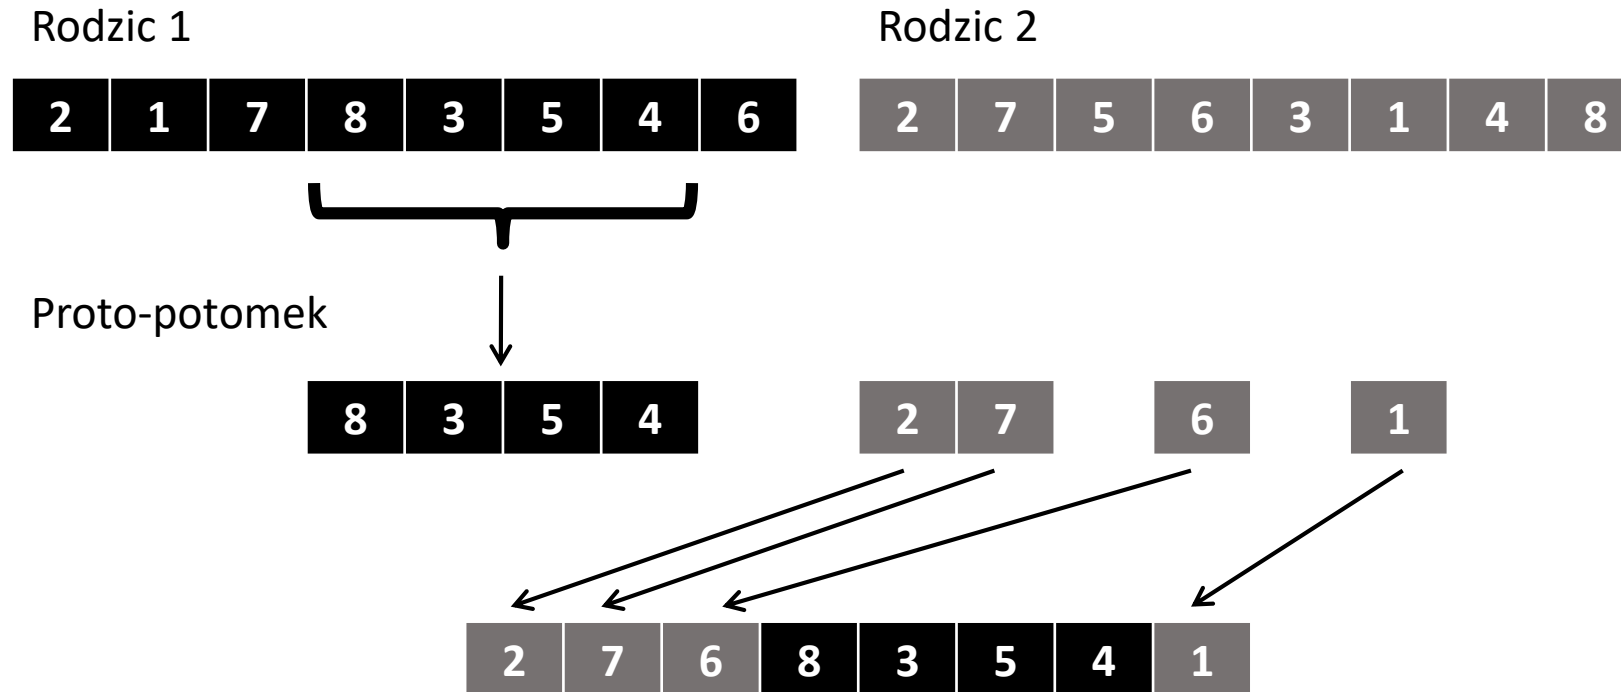 Rodzic 1
Rodzic 2
2 1 7 8 3 5 4 6
2 7 5 6 3 1 4 8
Proto-potomek
8 3 5 4
2 7 6 1
2 7 6 8 3 5 4 1